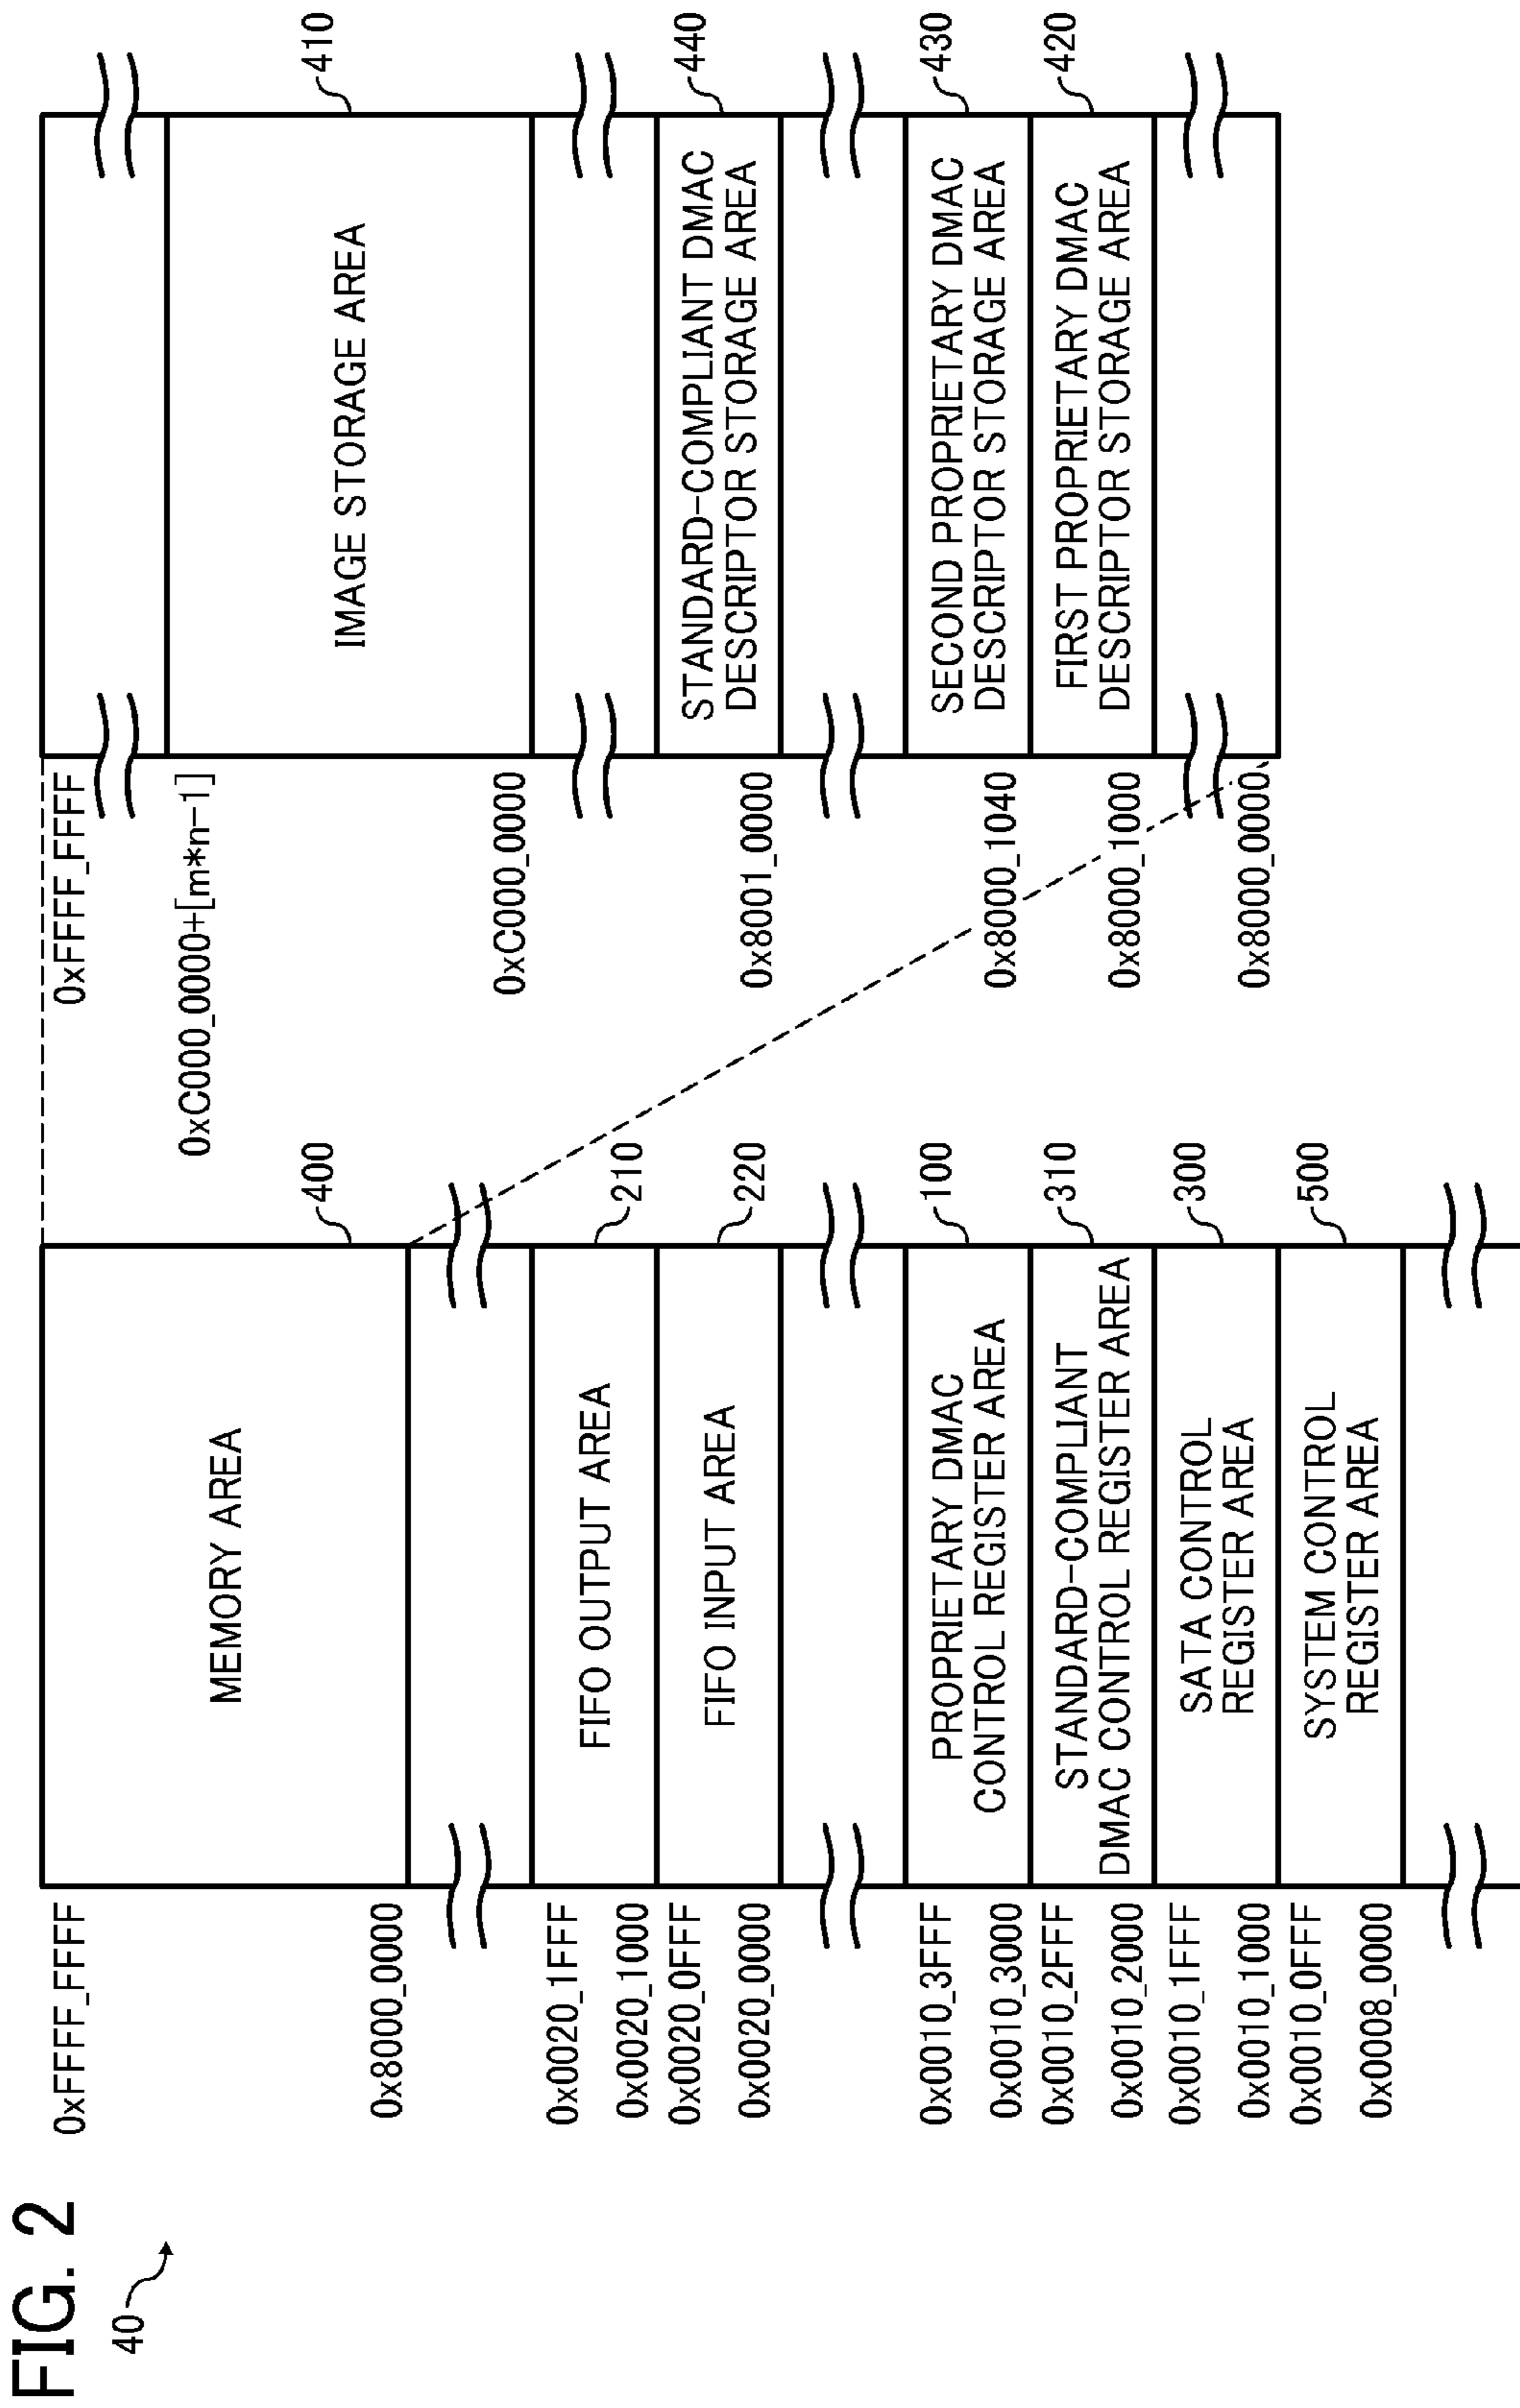 FIG. 2
40
0xFFFF_FFFF
MEMORY AREA
400
0x8000_0000
0x0020_1FFF
FIFO OUTPUT AREA
210
0x0020_1000
0x0020_0FFF
FIFO INPUT AREA
220
0x0020_0000
0x0010_3FFF
PROPRIETARY DMAC
CONTROL REGISTER AREA
100
0x0010_3000
0x0010_2FFF
STANDARD-COMPLIANT
DMAC CONTROL REGISTER AREA
310
0x0010_2000
0x0010_1FFF
SATA CONTROL
REGISTER AREA
300
0x0010_1000
0x0010_0FFF
SYSTEM CONTROL
REGISTER AREA
500
0x0008_0000
0xFFFF_FFFF
0xC000_0000+[m*n-1]
IMAGE STORAGE AREA
410
0xC000_0000
STANDARD-COMPLIANT DMAC
DESCRIPTOR STORAGE AREA
440
0x8001_0000
SECOND PROPRIETARY DMAC
DESCRIPTOR STORAGE AREA
430
0x8000_1040
FIRST PROPRIETARY DMAC
DESCRIPTOR STORAGE AREA
420
0x8000_1000
0x8000_0000